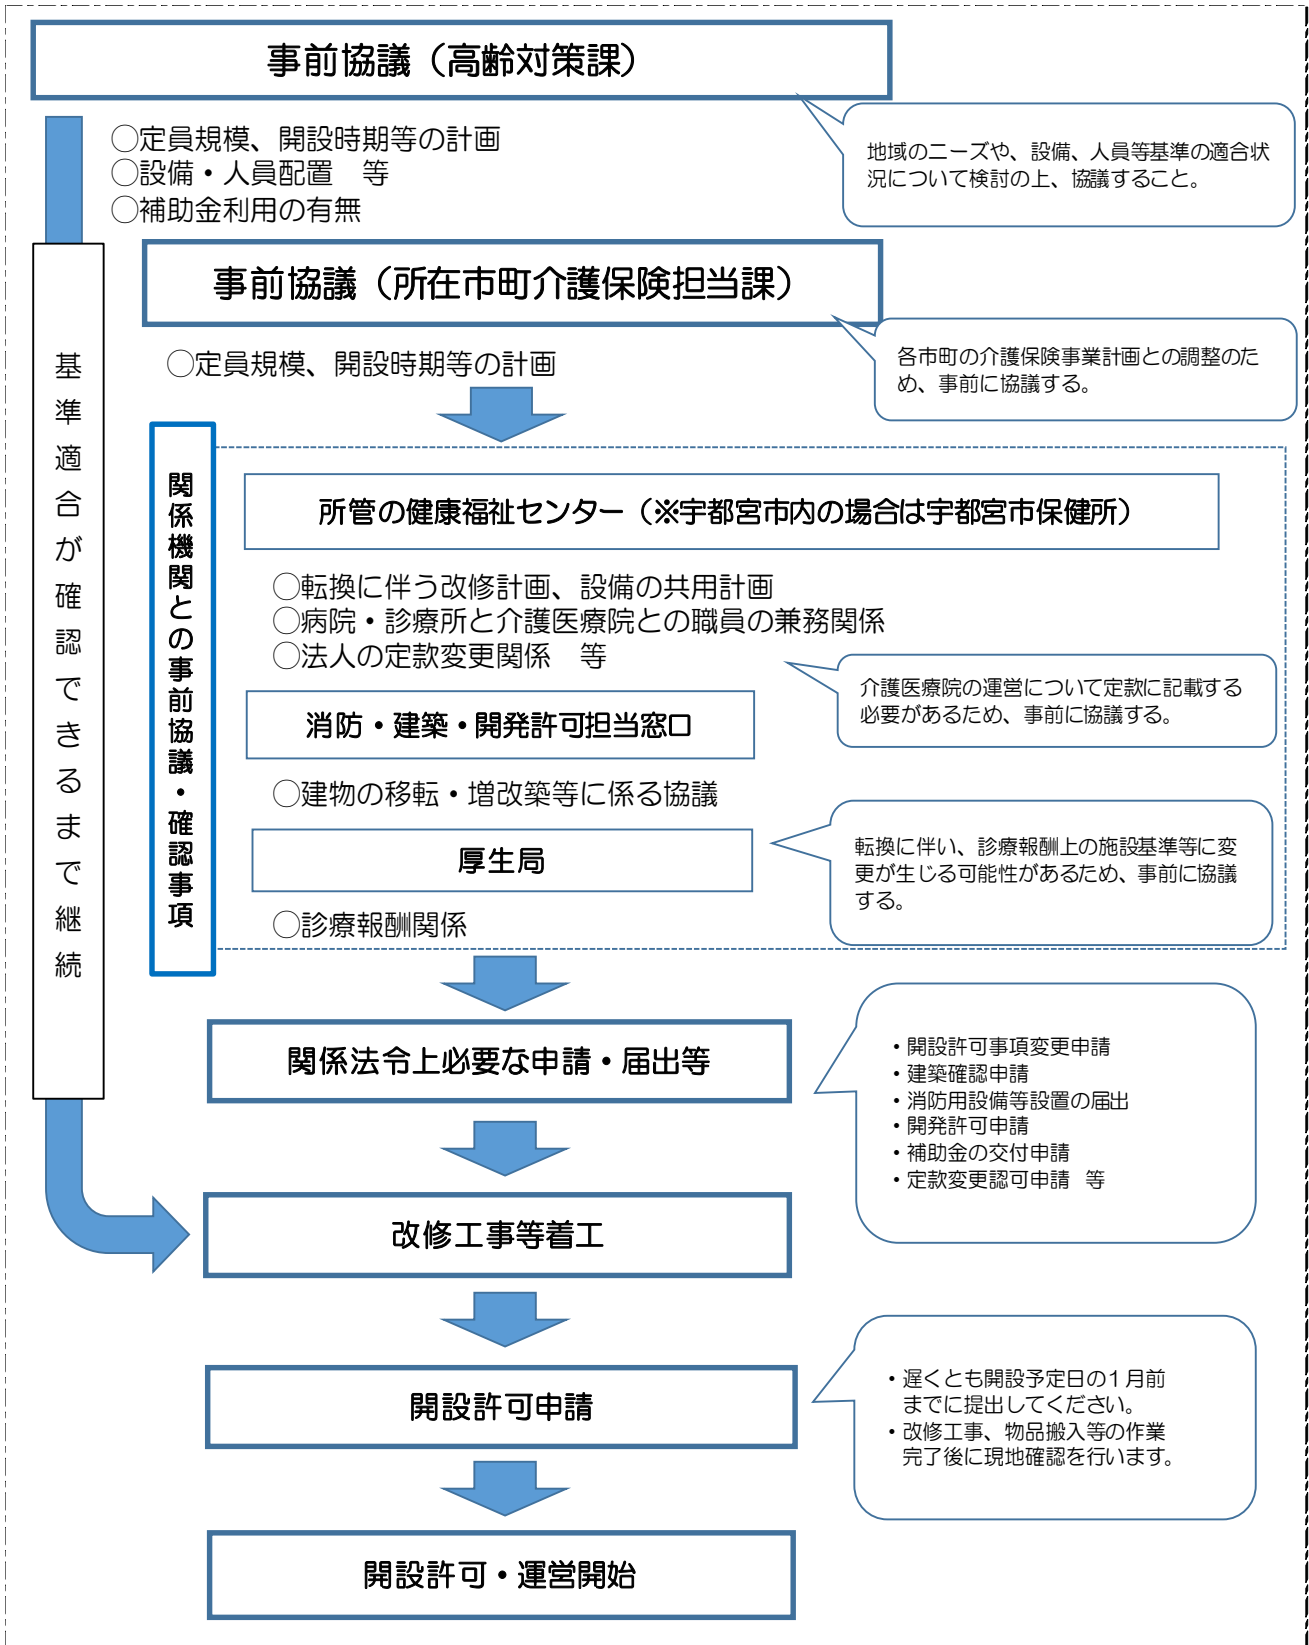 事前協議（高齢対策課）
○定員規模、開設時期等の計画
○設備・人員配置　等
○補助金利用の有無
地域のニーズや、設備、人員等基準の適合状
況について検討の上、協議すること。
基準適合が確認できるまで継続
事前協議（所在市町介護保険担当課）
○定員規模、開設時期等の計画
各市町の介護保険事業計画との調整のた
め、事前に協議する。
関係機関との事前協議・確認事項
所管の健康福祉センター（※宇都宮市内の場合は宇都宮市保健所）
○転換に伴う改修計画、設備の共用計画
○病院・診療所と介護医療院との職員の兼務関係
○法人の定款変更関係　等
介護医療院の運営について定款に記載する
必要があるため、事前に協議する。
消防・建築・開発許可担当窓口
○建物の移転・増改築等に係る協議
厚生局
転換に伴い、診療報酬上の施設基準等に変
更が生じる可能性があるため、事前に協議
する。
○診療報酬関係
関係法令上必要な申請・届出等
・開設許可事項変更申請
・建築確認申請
・消防用設備等設置の届出
・開発許可申請
・補助金の交付申請
・定款変更認可申請　等
改修工事等着工
開設許可申請
・遅くとも開設予定日の1月前
までに提出してください。
・改修工事、物品搬入等の作業
完了後に現地確認を行います。
開設許可・運営開始